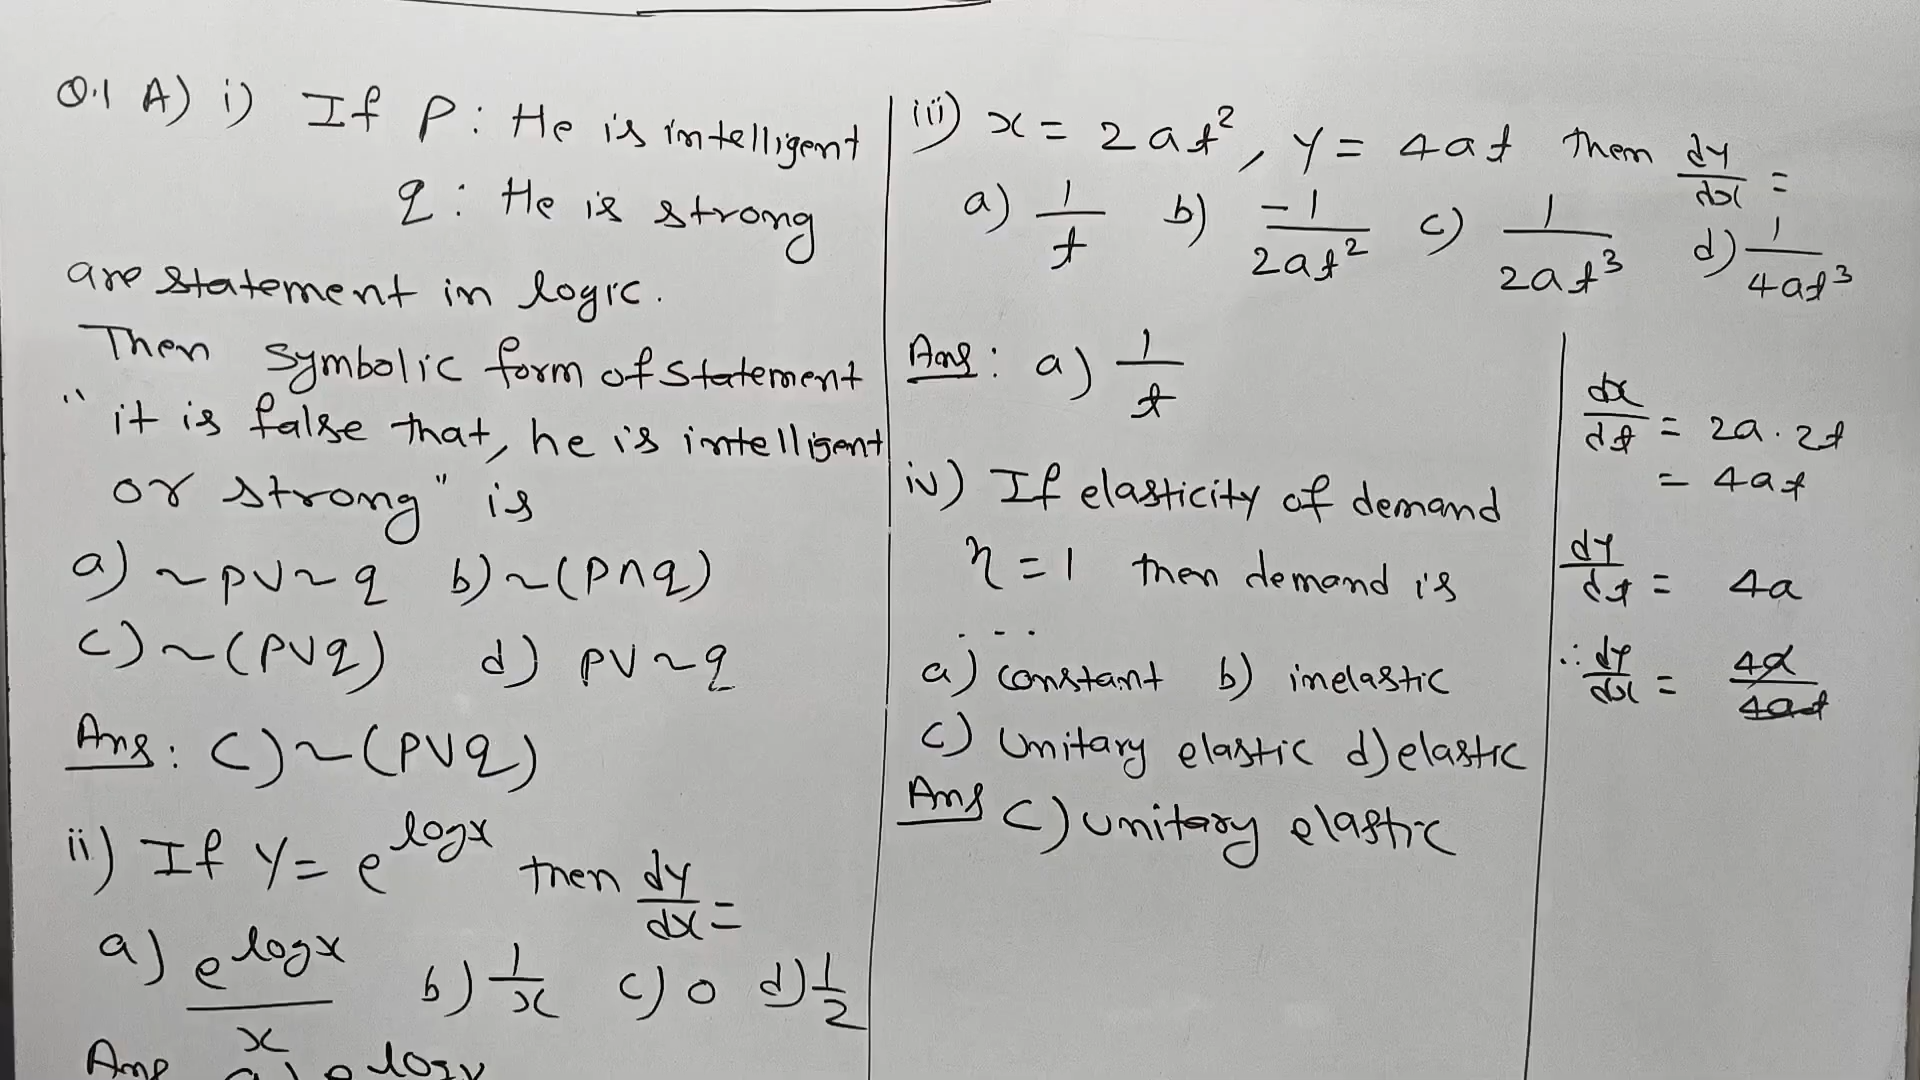 Q.1 A) i) If P: He is intelligent
q: He is strong
are statement in logic.
Then symbolic form of statement
"it is false that, he is intelligent
or strong" is
a) ~p∨~q b) ~(p∩q)
c) ~(p∨q) d) p∨~q
Ans: c) ~(p∨q)
ii) If y = e^logx then dy/dx =
a) e^logx/x b) 1/x c) 0 d) 1/2
Ans a) e^logx
iii) x = 2at², y = 4at then dy/dx =
a) 1/t b) -1/2at² c) 1/2at³ d) 1/4at³
Ans: a) 1/t
iv) If elasticity of demand
η = 1 then demand is
...
a) constant b) inelastic
c) Unitary elastic d) elastic
Ans c) unitary elastic
dx/dt = 2a.2t
= 4at
dy/dt = 4a
∴ dy/dx = 4a/4at